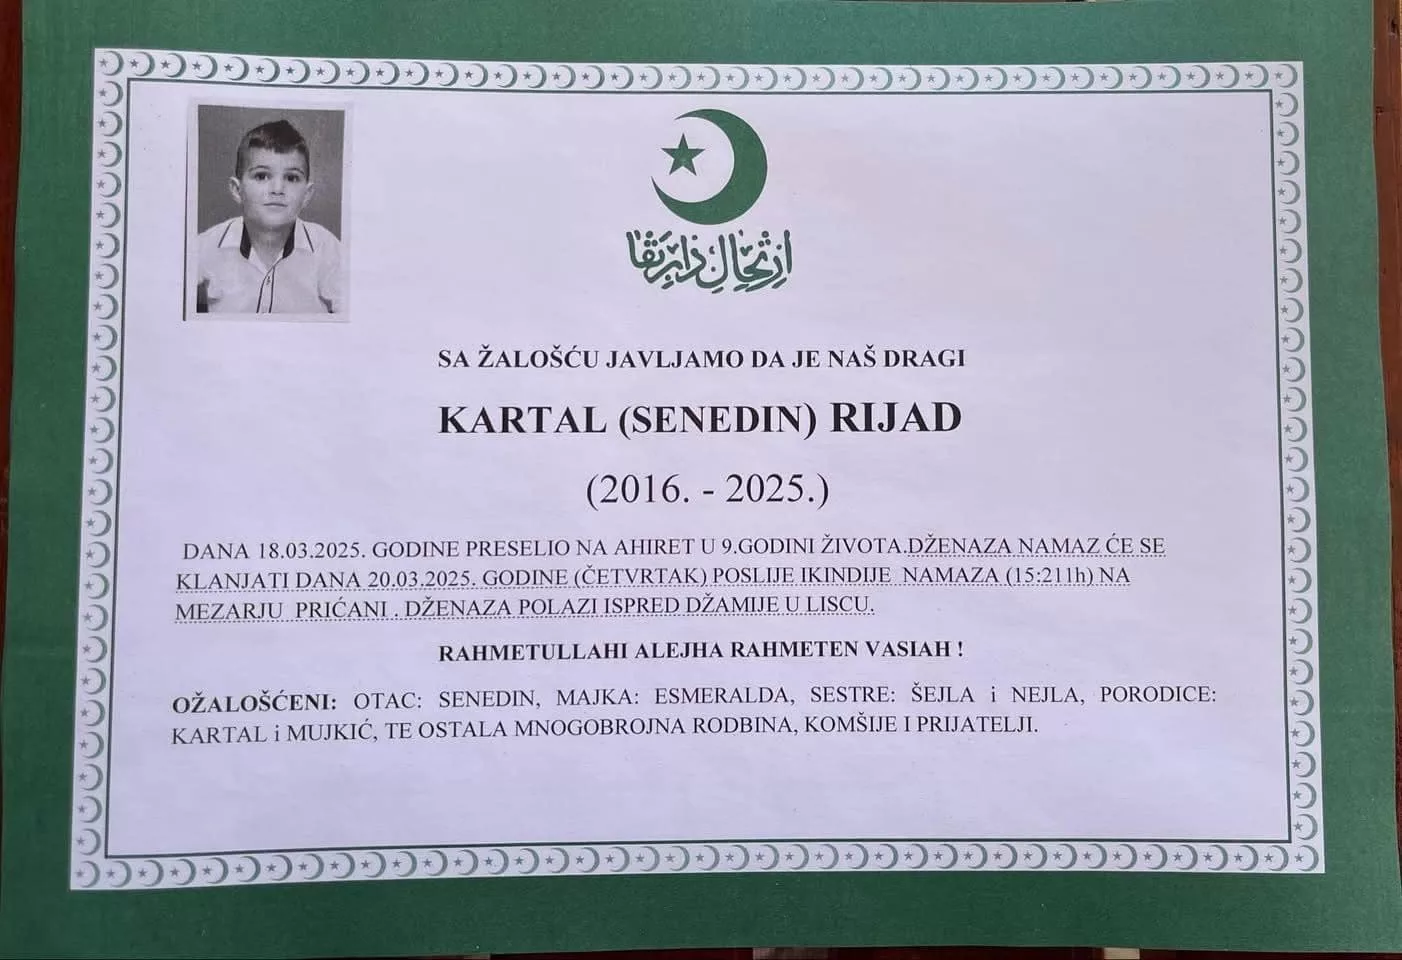 ارتحال دار بقا
SA ŽALOŠĆU JAVLJAMO DA JE NAŠ DRAGI
KARTAL (SENEDIN) RIJAD
(2016. - 2025.)
DANA 18.03.2025. GODINE PRESELIO NA AHIRET U 9.GODINI ŽIVOTA.DŽENAZA NAMAZ ĆE SE
KLANJATI DANA 20.03.2025. GODINE (ČETVRTAK) POSLIJE IKINDIJE NAMAZA (15:211h) NA
MEZARJU PRIĆANI . DŽENAZA POLAZI ISPRED DŽAMIJE U LISCU.
RAHMETULLAHI ALEJHA RAHMETEN VASIAH !
OŽALOŠĆENI: OTAC: SENEDIN, MAJKA: ESMERALDA, SESTRE: ŠEJLA i NEJLA, PORODICE:
KARTAL i MUJKIĆ, TE OSTALA MNOGOBROJNA RODBINA, KOMŠIJE I PRIJATELJI.